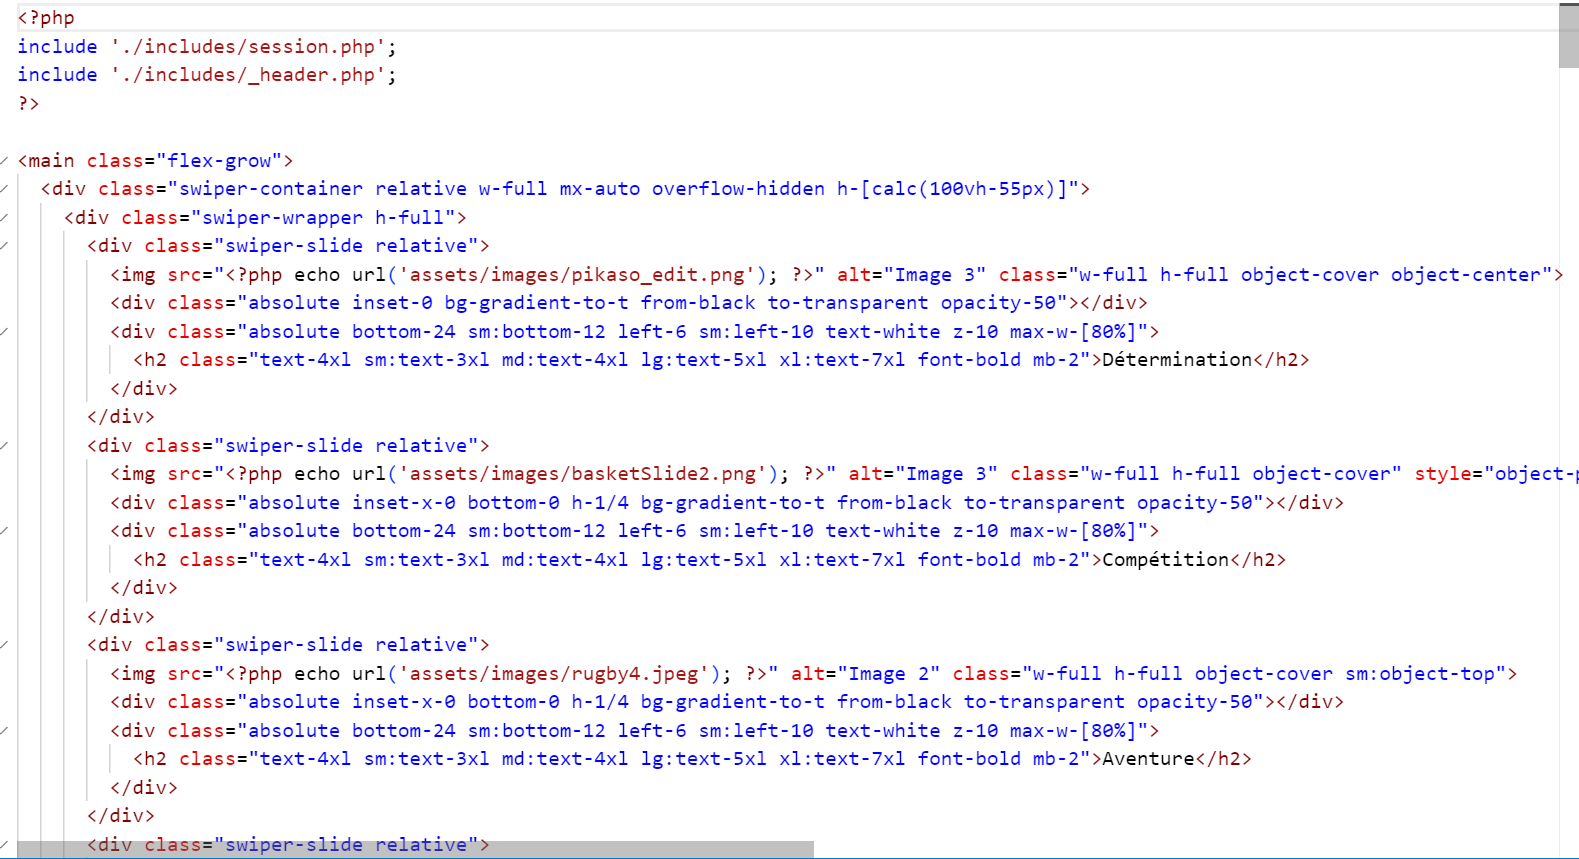 <?php
include './includes/session.php';
include './includes/_header.php';
?>
<main class="flex-grow">
<div class="swiper-container relative w-full mx-auto overflow-hidden h-[calc(100vh-55px)]">
<div class="swiper-wrapper h-full">
<div class="swiper-slide relative">
<img src="<?php echo url('assets/images/pikaso_edit.png'); ?>" alt="Image 3" class="w-full h-full object-cover object-center">
<div class="absolute inset-0 bg-gradient-to-t from-black to-transparent opacity-50"></div>
<div class="absolute bottom-24 sm:bottom-12 left-6 sm:left-10 text-white z-10 max-w-[80%]">
<h2 class="text-4xl sm:text-3xl md:text-4xl lg:text-5xl xl:text-7xl font-bold mb-2">Détermination</h2>
</div>
</div>
<div class="swiper-slide relative">
<img src="<?php echo url('assets/images/basketSlide2.png'); ?>" alt="Image 3" class="w-full h-full object-cover" style="object-p
<div class="absolute inset-x-0 bottom-0 h-1/4 bg-gradient-to-t from-black to-transparent opacity-50"></div>
<div class="absolute bottom-24 sm:bottom-12 left-6 sm:left-10 text-white z-10 max-w-[80%]">
<h2 class="text-4xl sm:text-3xl md:text-4xl lg:text-5xl xl:text-7xl font-bold mb-2">Compétition</h2>
</div>
</div>
<div class="swiper-slide relative">
<img src="<?php echo url('assets/images/rugby4.jpeg'); ?>" alt="Image 2" class="w-full h-full object-cover sm:object-top">
<div class="absolute inset-x-0 bottom-0 h-1/4 bg-gradient-to-t from-black to-transparent opacity-50"></div>
<div class="absolute bottom-24 sm:bottom-12 left-6 sm:left-10 text-white z-10 max-w-[80%]">
<h2 class="text-4xl sm:text-3xl md:text-4xl lg:text-5xl xl:text-7xl font-bold mb-2">Aventure</h2>
</div>
</div>
<div class="swiper-slide relative">